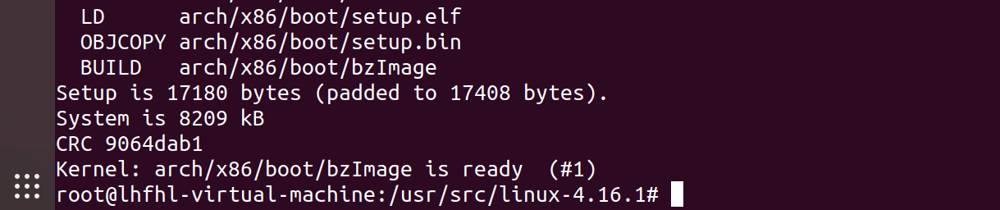 LD      arch/x86/boot/setup.elf
OBJCOPY arch/x86/boot/setup.bin
BUILD   arch/x86/boot/bzImage
Setup is 17180 bytes (padded to 17408 bytes).
System is 8209 kB
CRC 9064dab1
Kernel: arch/x86/boot/bzImage is ready  (#1)
root@lhfhl-virtual-machine:/usr/src/linux-4.16.1#